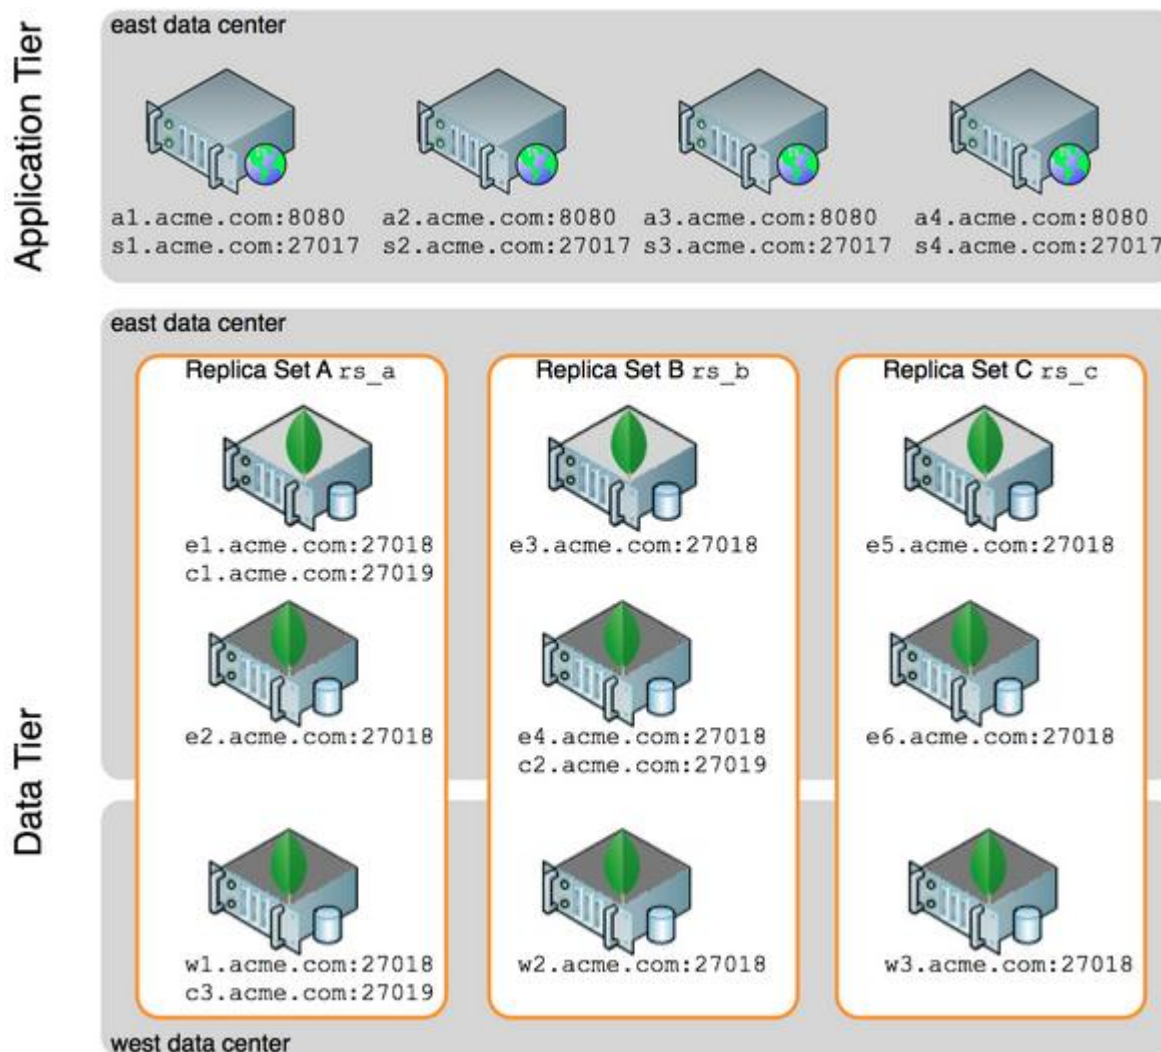 Application Tier
east data center
a1.acme.com:8080
s1.acme.com:27017
a2.acme.com:8080
s2.acme.com:27017
a3.acme.com:8080
s3.acme.com:27017
a4.acme.com:8080
s4.acme.com:27017
Data Tier
east data center
Replica Set A rs_a
e1.acme.com:27018
c1.acme.com:27019
e2.acme.com:27018
w1.acme.com:27018
c3.acme.com:27019
Replica Set B rs_b
e3.acme.com:27018
e4.acme.com:27018
c2.acme.com:27019
w2.acme.com:27018
Replica Set C rs_c
e5.acme.com:27018
e6.acme.com:27018
w3.acme.com:27018
west data center